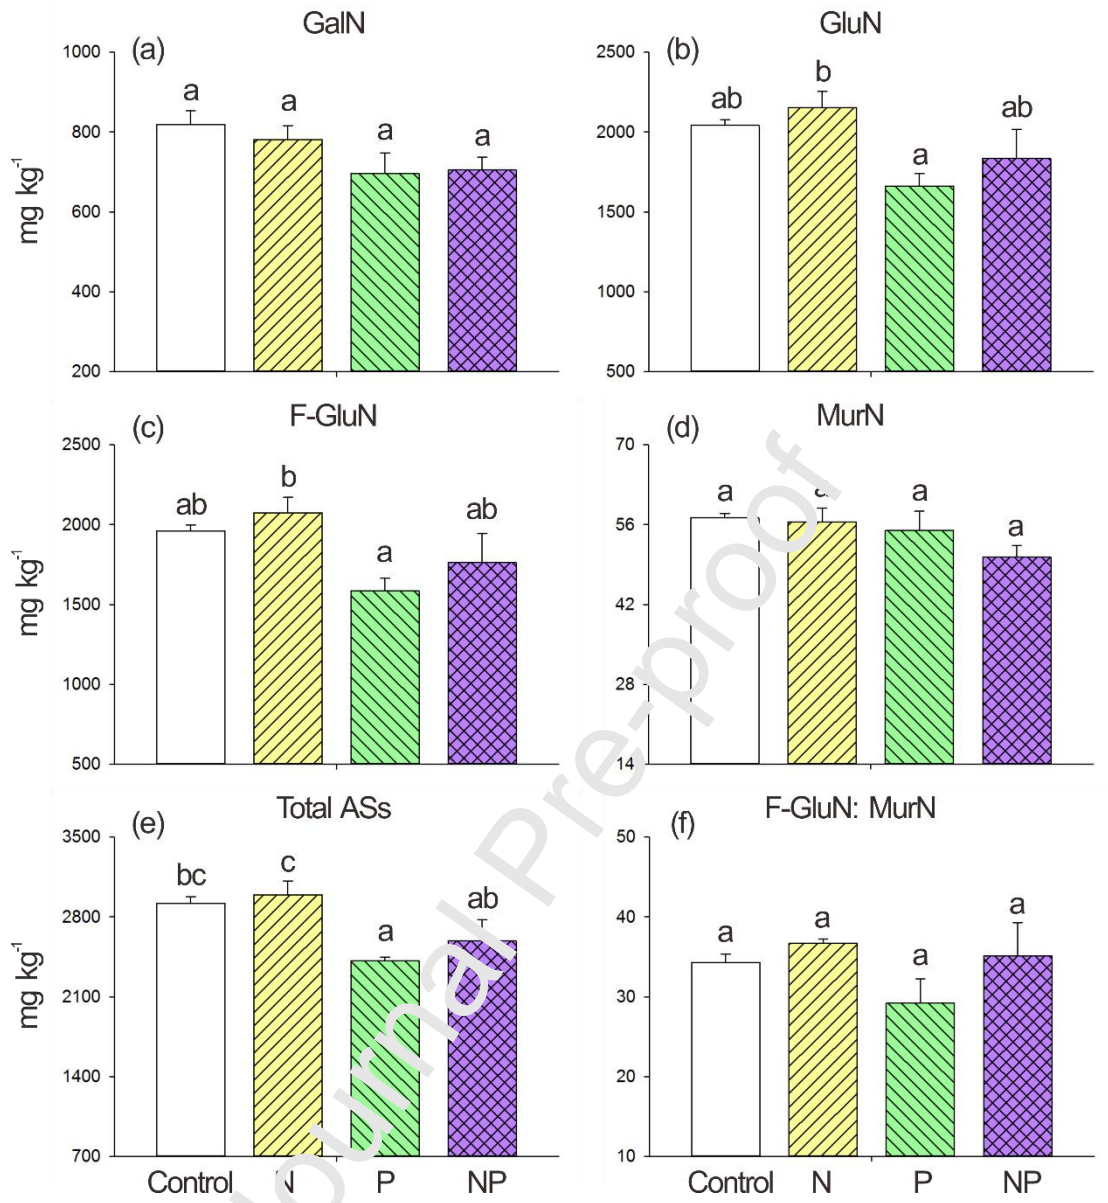 GalN
GluN
(a)
(b)
1000
800
600
400
200
a
a
a
a
mg kg-1
2500
2000
1500
1000
500
ab
b
a
ab
F-GluN
MurN
(c)
(d)
2500
2000
1500
1000
500
ab
b
a
ab
mg kg-1
70
56
42
28
14
a
a
a
a
Total ASs
F-GluN: MurN
(e)
(f)
3500
2800
2100
1400
700
bc
c
a
ab
mg kg-1
50
40
30
20
10
a
a
a
a
Control N P NP
Control N P NP
Journal Pre-proof